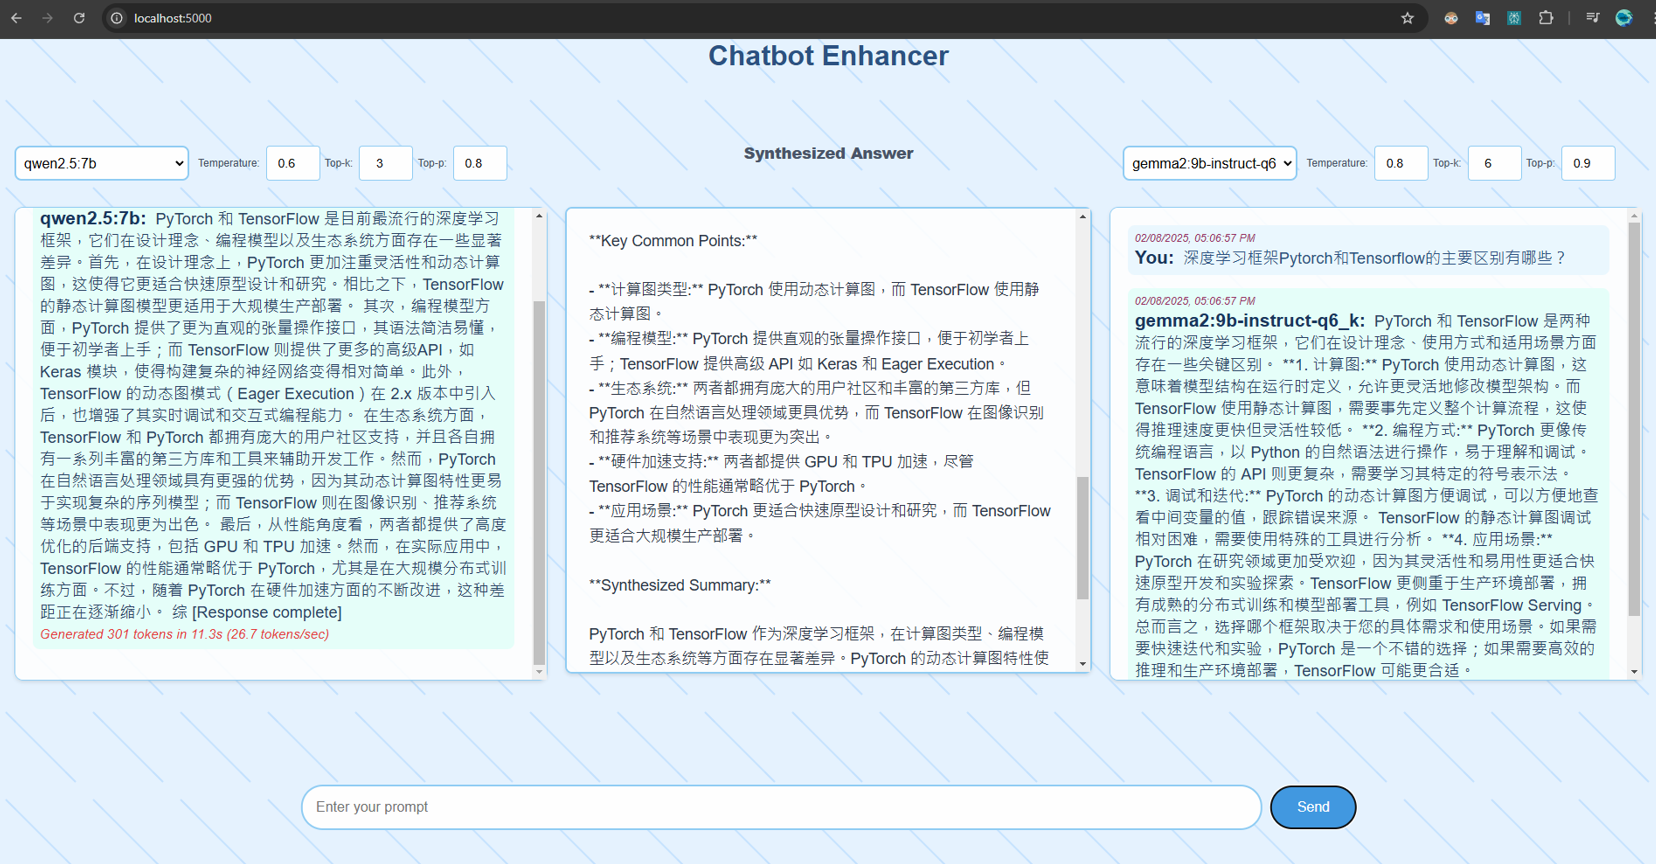 localhost:5000
Chatbot Enhancer
qwen2.5:7b
Temperature:
0.6
Top-k:
3
Top-p:
0.8
qwen2.5:7b: PyTorch 和 TensorFlow 是目前最流行的深度学习
框架，它们在设计理念、编程模型以及生态系统方面存在一些显著
差异。首先，在设计理念上，PyTorch 更加注重灵活性和动态计算
图，这使得它更适合快速原型设计和研究。相比之下，TensorFlow
的静态计算图模型更适用于大规模生产部署。 其次，编程模型方
面，PyTorch 提供了更为直观的张量操作接口，其语法简洁易懂，
便于初学者上手；而 TensorFlow 则提供了更多的高级API，如
Keras 模块，使得构建复杂的神经网络变得相对简单。此外，
TensorFlow 的动态图模式（Eager Execution）在 2.x 版本中引入
后，也增强了其实时调试和交互式编程能力。 在生态系统方面，
TensorFlow 和 PyTorch 都拥有庞大的用户社区支持，并且各自拥
有一系列丰富的第三方库和工具来辅助开发工作。然而，PyTorch
在自然语言处理领域具有更强的优势，因为其动态计算图特性更易
于实现复杂的序列模型；而 TensorFlow 则在图像识别、推荐系统
等场景中表现更为出色。 最后，从性能角度看，两者都提供了高度
优化的后端支持，包括 GPU 和 TPU 加速。然而，在实际应用中，
TensorFlow 的性能通常略优于 PyTorch，尤其是在大规模分布式训
练方面。不过，随着 PyTorch 在硬件加速方面的不断改进，这种差
距正在逐渐缩小。 综 [Response complete]
Generated 301 tokens in 11.3s (26.7 tokens/sec)
Synthesized Answer
**Key Common Points:**
- **计算图类型:** PyTorch 使用动态计算图，而 TensorFlow 使用静
态计算图。
- **编程模型:** PyTorch 提供直观的张量操作接口，便于初学者上
手；TensorFlow 提供高级 API 如 Keras 和 Eager Execution。
- **生态系统:** 两者都拥有庞大的用户社区和丰富的第三方库，但
PyTorch 在自然语言处理领域更具优势，而 TensorFlow 在图像识别
和推荐系统等场景中表现更为突出。
- **硬件加速支持:** 两者都提供 GPU 和 TPU 加速，尽管
TensorFlow 的性能通常略优于 PyTorch。
- **应用场景:** PyTorch 更适合快速原型设计和研究，而 TensorFlow
更适合大规模生产部署。
**Synthesized Summary:**
PyTorch 和 TensorFlow 作为深度学习框架，在计算图类型、编程模
型以及生态系统等方面存在显著差异。PyTorch 的动态计算图特性使
gemma2:9b-instruct-q6
Temperature:
0.8
Top-k:
6
Top-p:
0.9
02/08/2025, 05:06:57 PM
You: 深度学习框架Pytorch和Tensorflow的主要区别有哪些？
02/08/2025, 05:06:57 PM
gemma2:9b-instruct-q6_k: PyTorch 和 TensorFlow 是两种
流行的深度学习框架，它们在设计理念、使用方式和适用场景方面
存在一些关键区别。 **1. 计算图:** PyTorch 使用动态计算图，这
意味着模型结构在运行时定义，允许更灵活地修改模型架构。而
TensorFlow 使用静态计算图，需要事先定义整个计算流程，这使
得推理速度更快但灵活性较低。 **2. 编程方式:** PyTorch 更像传
统编程语言，以 Python 的自然语法进行操作，易于理解和调试。
TensorFlow 的 API 则更复杂，需要学习其特定的符号表示法。
**3. 调试和迭代:** PyTorch 的动态计算图方便调试，可以方便地查
看中间变量的值，跟踪错误来源。 TensorFlow 的静态计算图调试
相对困难，需要使用特殊的工具进行分析。 **4. 应用场景:**
PyTorch 在研究领域更加受欢迎，因为其灵活性和易用性更适合快
速原型开发和实验探索。TensorFlow 更侧重于生产环境部署，拥
有成熟的分布式训练和模型部署工具，例如 TensorFlow Serving。
总而言之，选择哪个框架取决于您的具体需求和使用场景。如果需
要快速迭代和实验，PyTorch 是一个不错的选择；如果需要高效的
推理和生产环境部署，TensorFlow 可能更合适。
Enter your prompt
Send